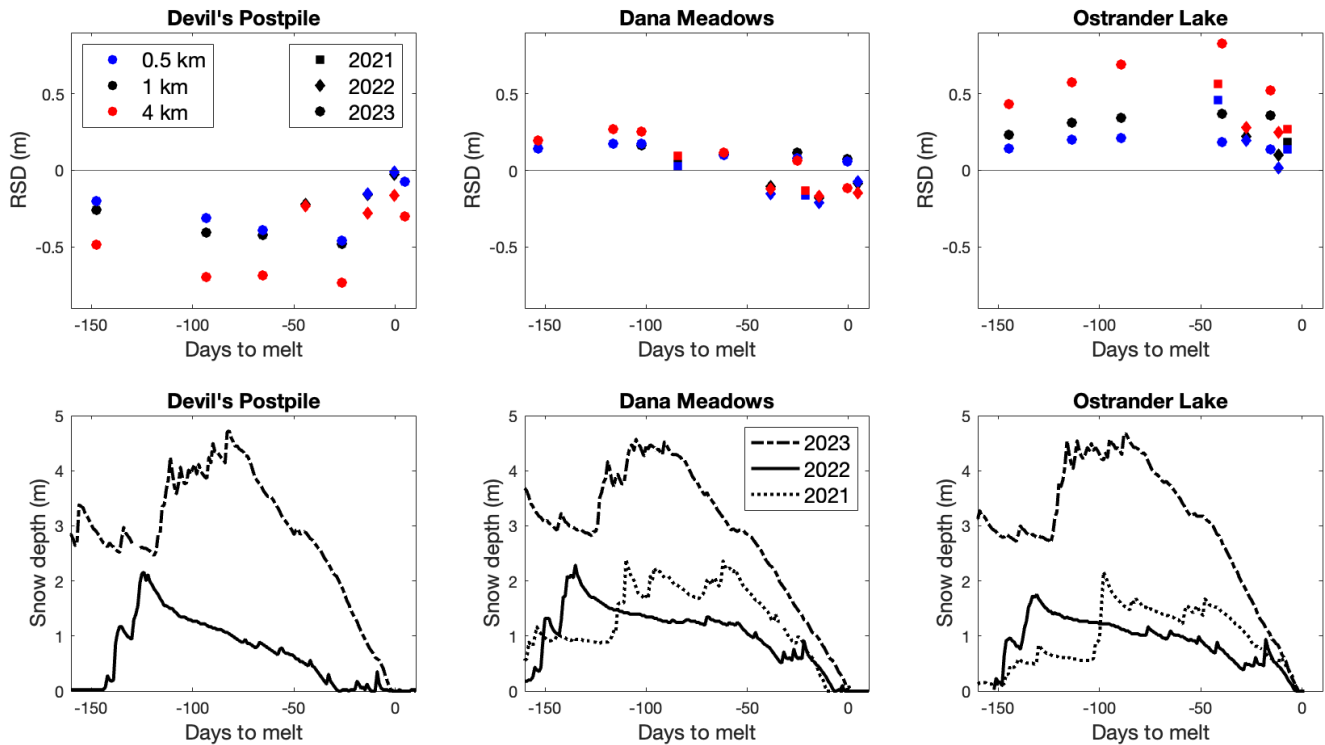 Devil's Postpile
Dana Meadows
Ostrander Lake
RSD (m)
0.5
0
-0.5
0.5 km
1 km
4 km
2021
2022
2023
-150
-100
-50
0
Days to melt
RSD (m)
0.5
0
-0.5
-150
-100
-50
0
Days to melt
RSD (m)
0.5
0
-0.5
-150
-100
-50
0
Days to melt
Devil's Postpile
Dana Meadows
Ostrander Lake
Snow depth (m)
5
4
3
2
1
0
-150
-100
-50
0
Days to melt
Snow depth (m)
5
4
3
2
1
0
2023
2022
2021
-150
-100
-50
0
Days to melt
Snow depth (m)
5
4
3
2
1
0
-150
-100
-50
0
Days to melt